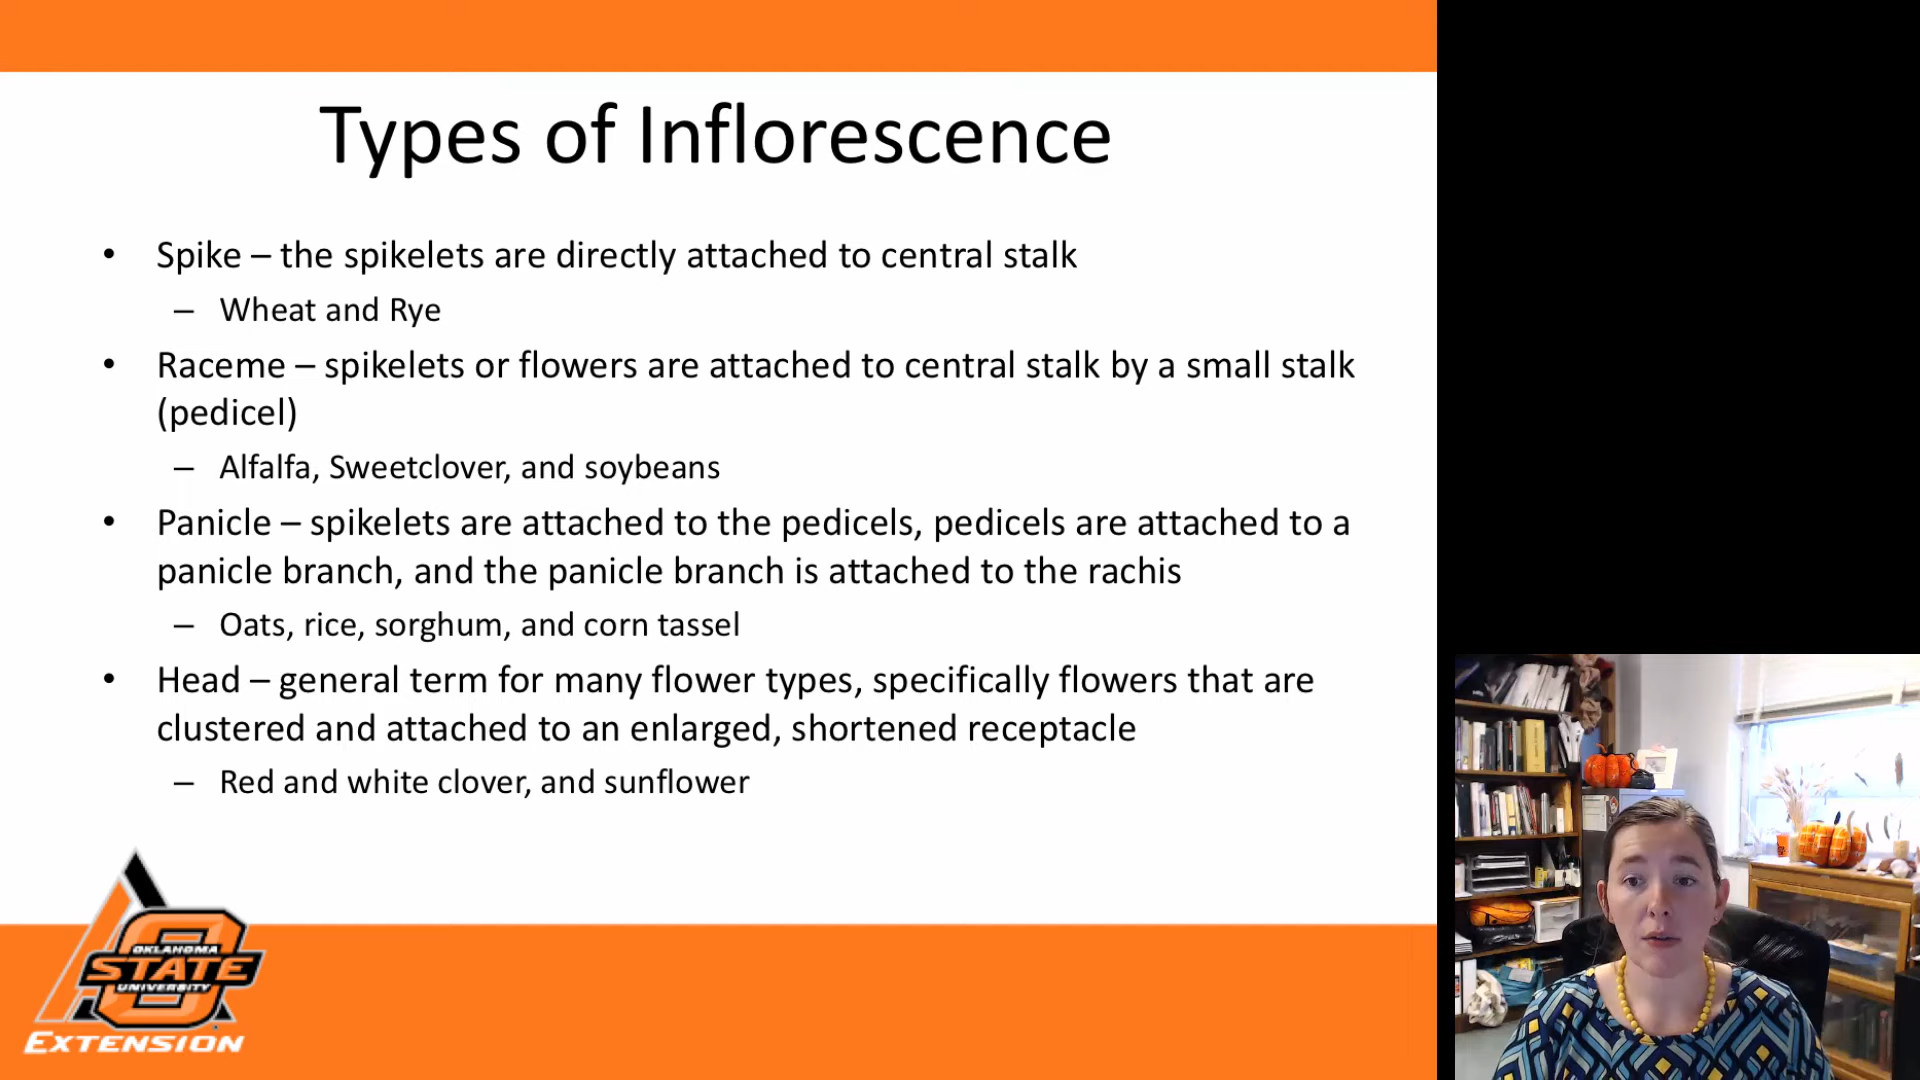 Types of Inflorescence
• Spike – the spikelets are directly attached to central stalk
– Wheat and Rye
• Raceme – spikelets or flowers are attached to central stalk by a small stalk
(pedicel)
– Alfalfa, Sweetclover, and soybeans
• Panicle – spikelets are attached to the pedicels, pedicels are attached to a
panicle branch, and the panicle branch is attached to the rachis
– Oats, rice, sorghum, and corn tassel
• Head – general term for many flower types, specifically flowers that are
clustered and attached to an enlarged, shortened receptacle
– Red and white clover, and sunflower
OKLAHOMA
STATE
UNIVERSITY
EXTENSION